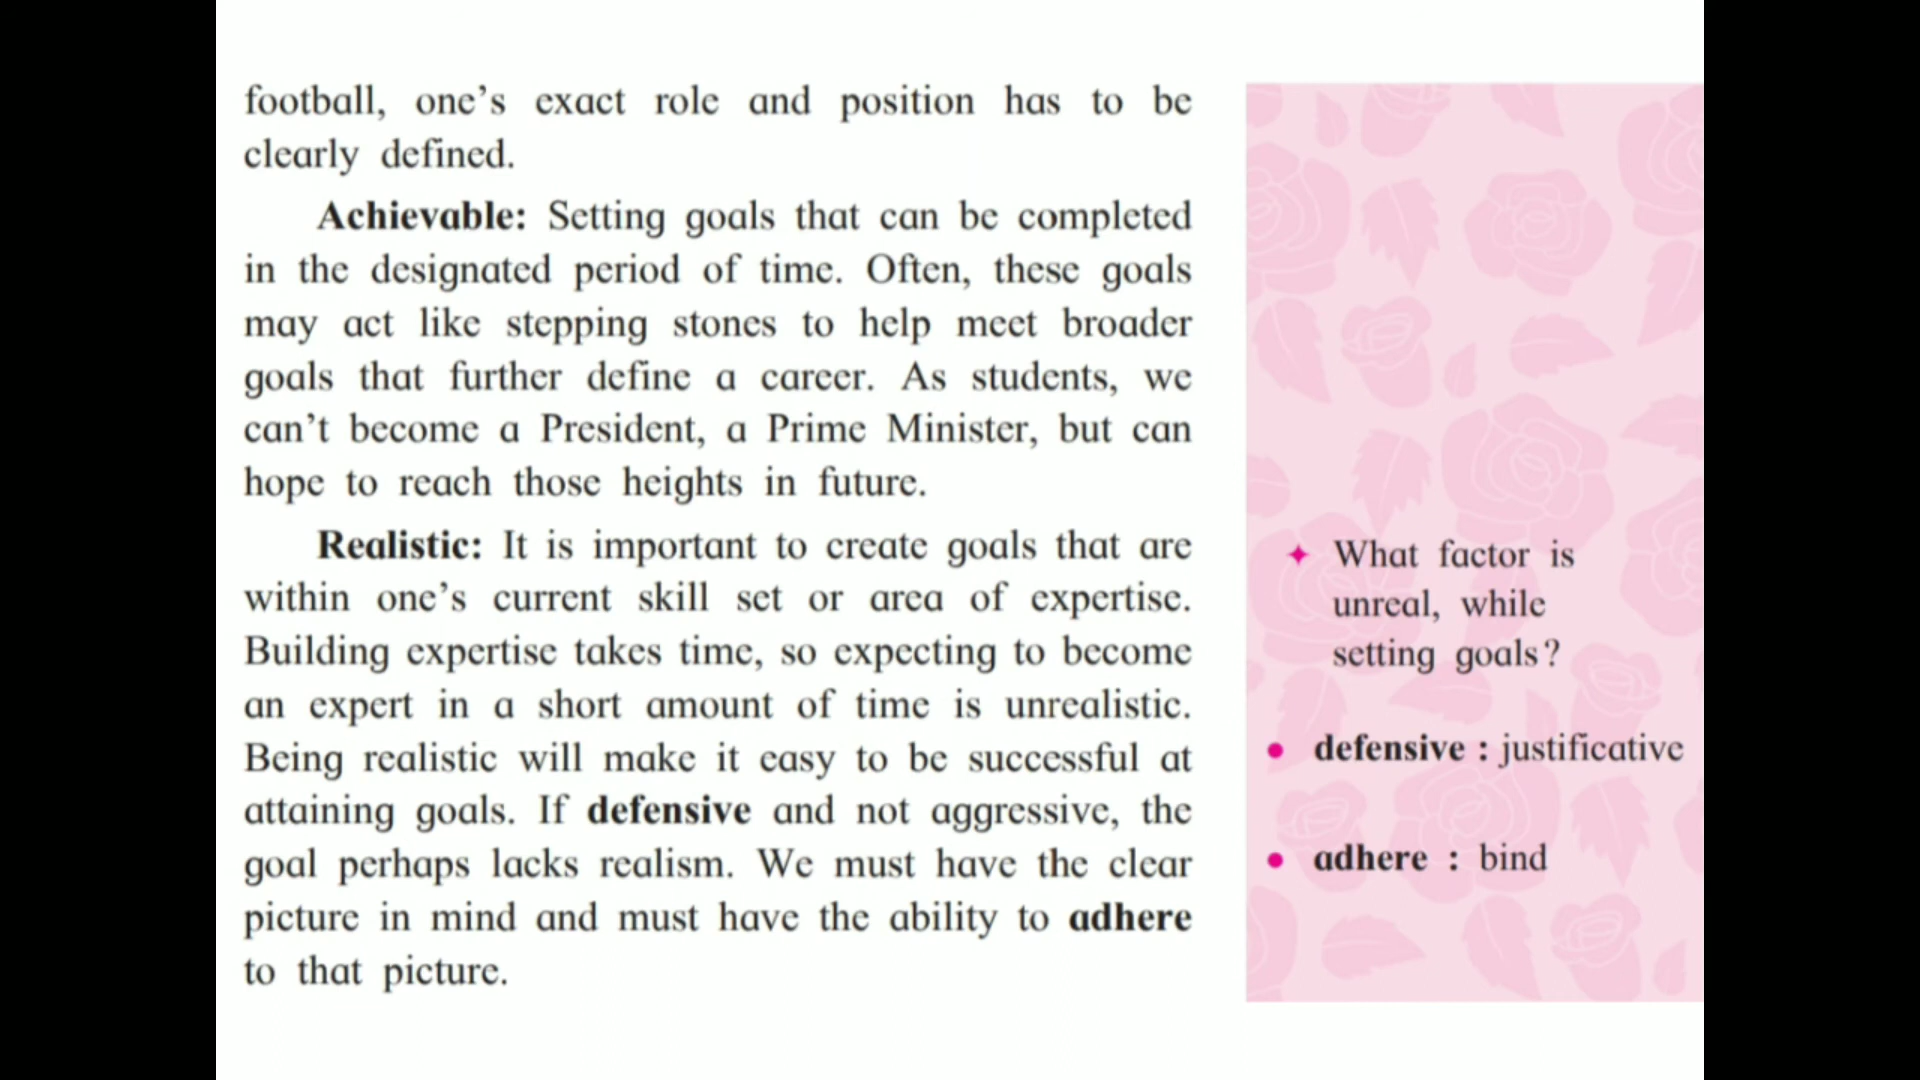 football, one’s exact role and position has to be
clearly defined.
Achievable: Setting goals that can be completed
in the designated period of time. Often, these goals
may act like stepping stones to help meet broader
goals that further define a career. As students, we
can’t become a President, a Prime Minister, but can
hope to reach those heights in future.
Realistic: It is important to create goals that are
within one’s current skill set or area of expertise.
Building expertise takes time, so expecting to become
an expert in a short amount of time is unrealistic.
Being realistic will make it easy to be successful at
attaining goals. If defensive and not aggressive, the
goal perhaps lacks realism. We must have the clear
picture in mind and must have the ability to adhere
to that picture.
✦ What factor is
unreal, while
setting goals?
• defensive : justificative
• adhere : bind